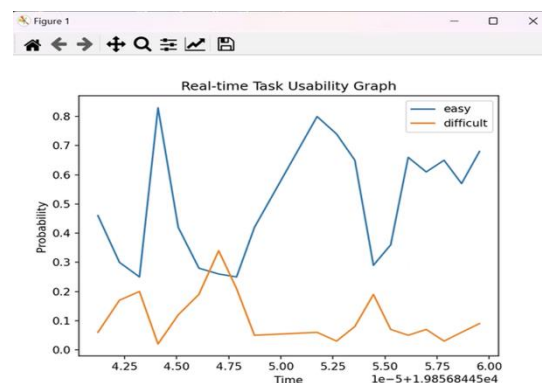 Figure 1
Real-time Task Usability Graph
easy
difficult
Probability
0.8
0.7
0.6
0.5
0.4
0.3
0.2
0.1
0.0
4.25 4.50 4.75 5.00 5.25 5.50 5.75 6.00
Time
1e-5+1.98568445e4